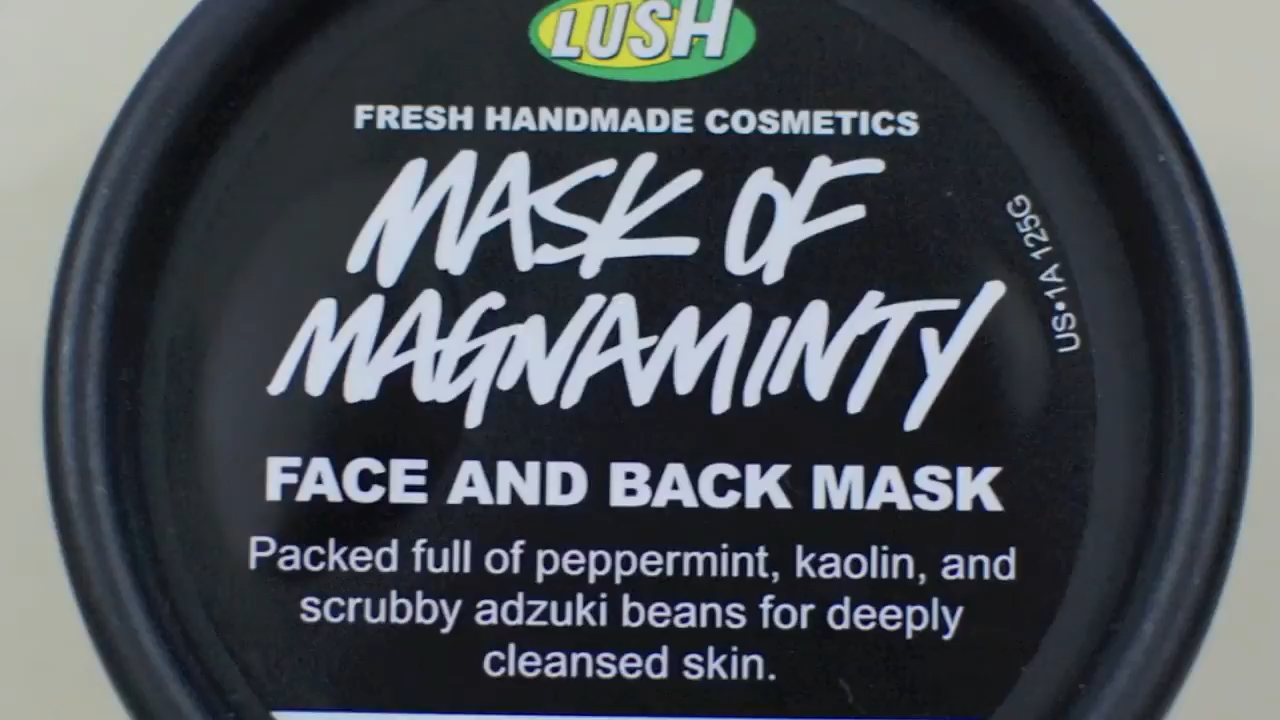 LUSH
FRESH HANDMADE COSMETICS
MASK OF
MAGNAMINTY
US•1A 125G
FACE AND BACK MASK
Packed full of peppermint, kaolin, and
scrubby adzuki beans for deeply
cleansed skin.